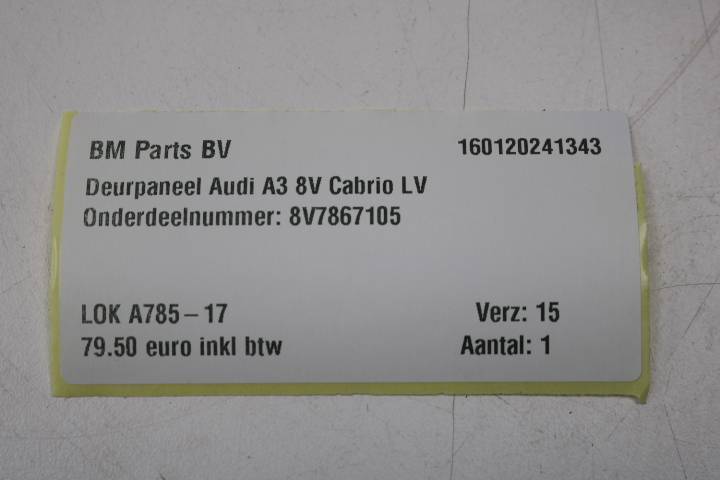 BM Parts BV 160120241343
Deurpaneel Audi A3 8V Cabrio LV
Onderdeelnummer: 8V7867105
LOK A785-17 Verz: 15
79.50 euro inkl btw Aantal: 1